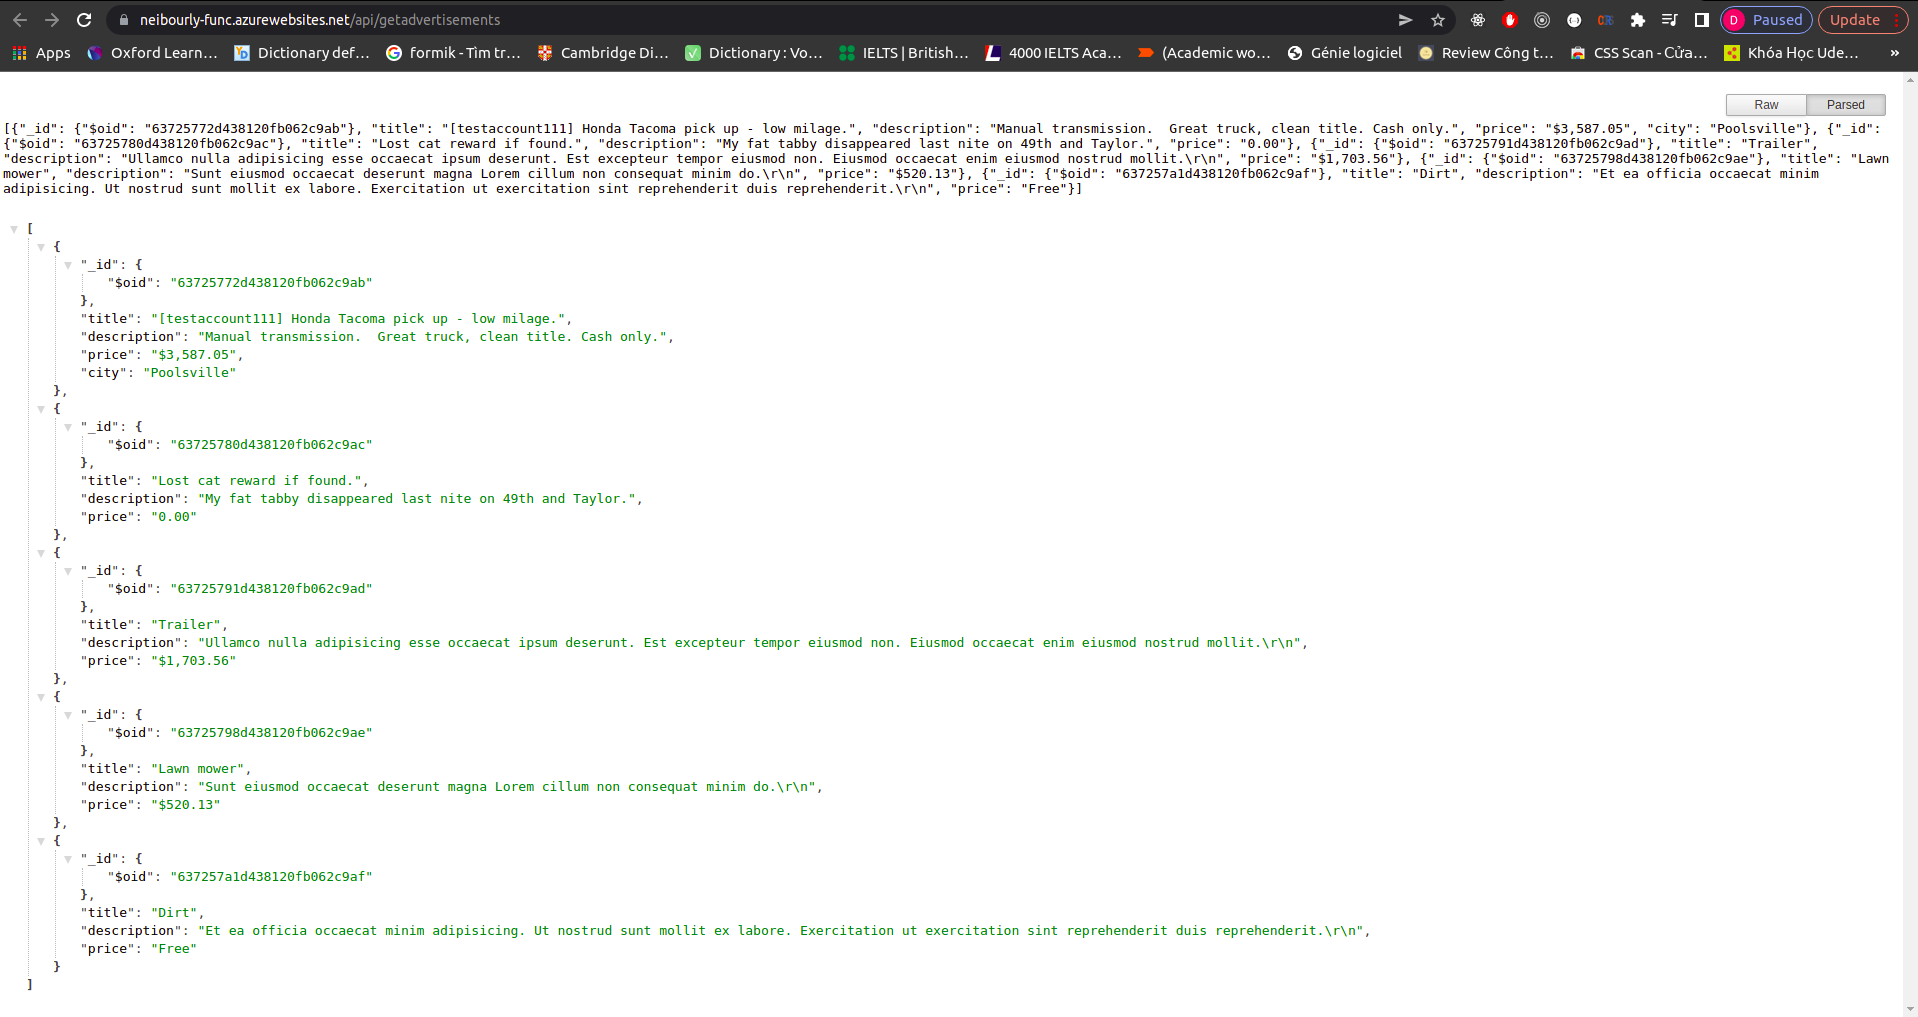 neibourly-func.azurewebsites.net/api/getadvertisements
D Paused Update
Apps Oxford Learn... Dictionary def... formik - Tìm tr... Cambridge Di... Dictionary : Vo... IELTS | British... 4000 IELTS Aca... (Academic wo... Génie logiciel Review Công t... CSS Scan - Cửa... Khóa Học Ude... »
Raw Parsed
[{"_id": {"$oid": "63725772d438120fb062c9ab"}, "title": "[testaccount111] Honda Tacoma pick up - low milage.", "description": "Manual transmission.  Great truck, clean title. Cash only.", "price": "$3,587.05", "city": "Poolsville"}, {"_id":
{"$oid": "63725780d438120fb062c9ac"}, "title": "Lost cat reward if found.", "description": "My fat tabby disappeared last nite on 49th and Taylor.", "price": "0.00"}, {"_id": {"$oid": "63725791d438120fb062c9ad"}, "title": "Trailer",
"description": "Ullamco nulla adipisicing esse occaecat ipsum deserunt. Est excepteur tempor eiusmod non. Eiusmod occaecat enim eiusmod nostrud mollit.\r\n", "price": "$1,703.56"}, {"_id": {"$oid": "63725798d438120fb062c9ae"}, "title": "Lawn
mower", "description": "Sunt eiusmod occaecat deserunt magna Lorem cillum non consequat minim do.\r\n", "price": "$520.13"}, {"_id": {"$oid": "637257a1d438120fb062c9af"}, "title": "Dirt", "description": "Et ea officia occaecat minim
adipisicing. Ut nostrud sunt mollit ex labore. Exercitation ut exercitation sint reprehenderit duis reprehenderit.\r\n", "price": "Free"}]
[
{
"_id": {
"$oid": "63725772d438120fb062c9ab"
},
"title": "[testaccount111] Honda Tacoma pick up - low milage.",
"description": "Manual transmission.  Great truck, clean title. Cash only.",
"price": "$3,587.05",
"city": "Poolsville"
},
{
"_id": {
"$oid": "63725780d438120fb062c9ac"
},
"title": "Lost cat reward if found.",
"description": "My fat tabby disappeared last nite on 49th and Taylor.",
"price": "0.00"
},
{
"_id": {
"$oid": "63725791d438120fb062c9ad"
},
"title": "Trailer",
"description": "Ullamco nulla adipisicing esse occaecat ipsum deserunt. Est excepteur tempor eiusmod non. Eiusmod occaecat enim eiusmod nostrud mollit.\r\n",
"price": "$1,703.56"
},
{
"_id": {
"$oid": "63725798d438120fb062c9ae"
},
"title": "Lawn mower",
"description": "Sunt eiusmod occaecat deserunt magna Lorem cillum non consequat minim do.\r\n",
"price": "$520.13"
},
{
"_id": {
"$oid": "637257a1d438120fb062c9af"
},
"title": "Dirt",
"description": "Et ea officia occaecat minim adipisicing. Ut nostrud sunt mollit ex labore. Exercitation ut exercitation sint reprehenderit duis reprehenderit.\r\n",
"price": "Free"
}
]